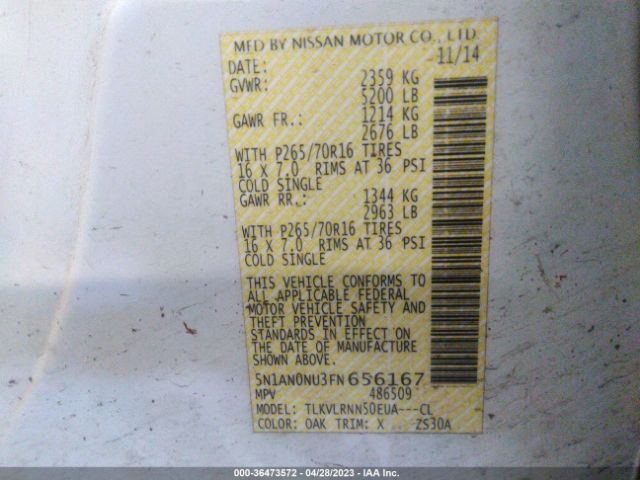 MFD BY NISSAN MOTOR CO., LTD.
DATE: 11/14
GVWR: 2359 KG
5200 LB
GAWR FR.: 1214 KG
2676 LB
WITH P265/70R16 TIRES
16 X 7.0 RIMS AT 36 PSI
COLD SINGLE
GAWR RR.: 1344 KG
2963 LB
WITH P265/70R16 TIRES
16 X 7.0 RIMS AT 36 PSI
COLD SINGLE
THIS VEHICLE CONFORMS TO
ALL APPLICABLE FEDERAL
MOTOR VEHICLE SAFETY AND
THEFT PREVENTION
STANDARDS IN EFFECT ON
THE DATE OF MANUFACTURE
SHOWN ABOVE.
5N1AN0NU3FN656167
MPV 486509
MODEL: TLKVLRNN50EUA---CL
COLOR: QAK TRIM: X ZS30A
000-36473572 - 04/28/2023 - IAA Inc.